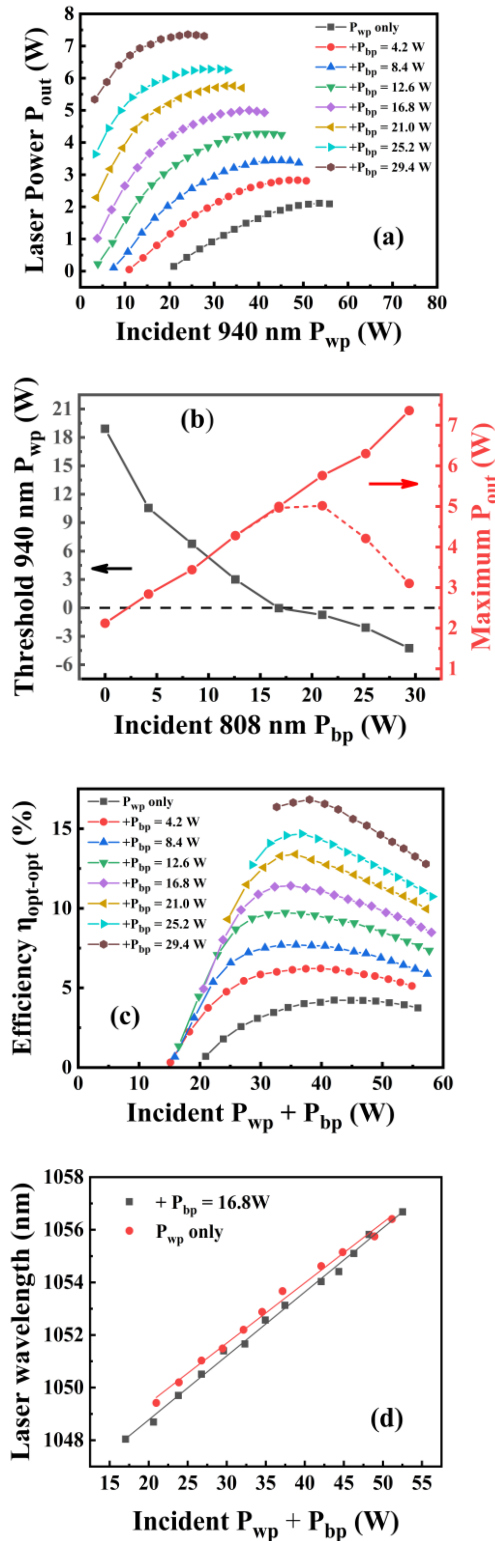 8
7
6
5
4
3
2
1
0
Laser Power P_out (W)
P_wp only
+P_bp = 4.2 W
+P_bp = 8.4 W
+P_bp = 12.6 W
+P_bp = 16.8 W
+P_bp = 21.0 W
+P_bp = 25.2 W
+P_bp = 29.4 W
(a)
0 10 20 30 40 50 60 70 80
Incident 940 nm P_wp (W)
21
18
15
12
9
6
3
0
-3
-6
Threshold 940 nm P_wp (W)
(b)
7
6
5
4
3
2
1
Maximum P_out (W)
0 5 10 15 20 25 30
Incident 808 nm P_bp (W)
15
10
5
0
Efficiency η_opt-opt (%)
P_wp only
+P_bp = 4.2 W
+P_bp = 8.4 W
+P_bp = 12.6 W
+P_bp = 16.8 W
+P_bp = 21.0 W
+P_bp = 25.2 W
+P_bp = 29.4 W
(c)
0 10 20 30 40 50 60
Incident P_wp + P_bp (W)
1058
1056
1054
1052
1050
1048
Laser wavelength (nm)
+ P_bp = 16.8W
P_wp only
(d)
15 20 25 30 35 40 45 50 55
Incident P_wp + P_bp (W)